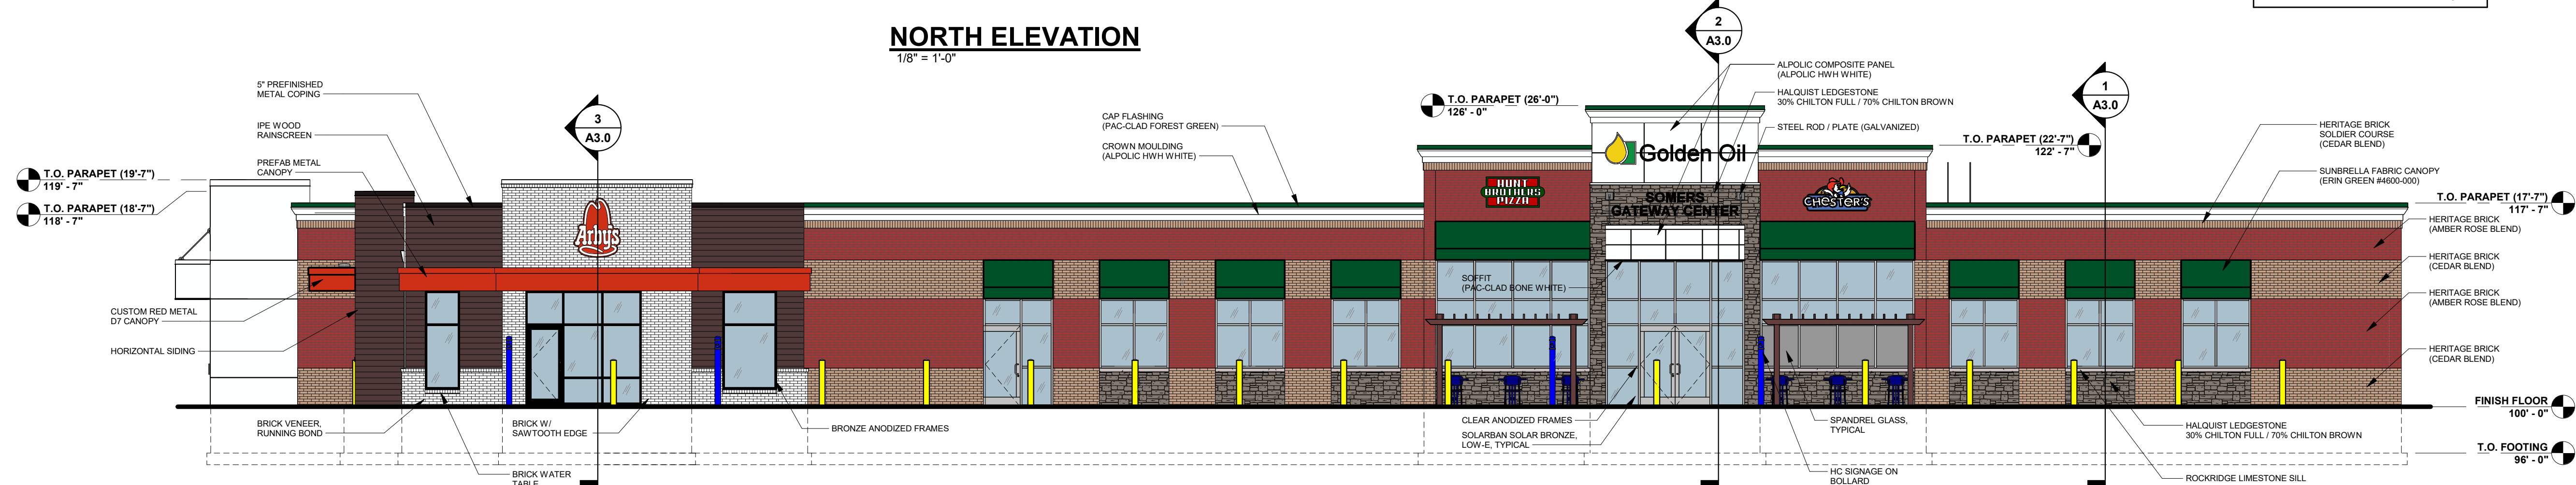 NORTH ELEVATION
1/8" = 1'-0"
2
A3.0
1
A3.0
3
A3.0
5" PREFINISHED
METAL COPING
IPE WOOD
RAINSCREEN
PREFAB METAL
CANOPY
T.O. PARAPET (19'-7")
119' - 7"
T.O. PARAPET (18'-7")
118' - 7"
CUSTOM RED METAL
D7 CANOPY
HORIZONTAL SIDING
BRICK VENEER,
RUNNING BOND
BRICK W/
SAWTOOTH EDGE
BRICK WATER
TABLE
BRONZE ANODIZED FRAMES
Arby's
CAP FLASHING
(PAC-CLAD FOREST GREEN)
CROWN MOULDING
(ALPOLIC HWH WHITE)
T.O. PARAPET (26'-0")
126' - 0"
ALPOLIC COMPOSITE PANEL
(ALPOLIC HWH WHITE)
HALQUIST LEDGESTONE
30% CHILTON FULL / 70% CHILTON BROWN
STEEL ROD / PLATE (GALVANIZED)
T.O. PARAPET (22'-7")
122' - 7"
Golden Oil
HUNT
BROTHERS
PIZZA
SOMERS
GATEWAY CENTER
CHESTER'S
SOFFIT
(PAC-CLAD BONE WHITE)
CLEAR ANODIZED FRAMES
SOLARBAN SOLAR BRONZE,
LOW-E, TYPICAL
SPANDREL GLASS,
TYPICAL
HC SIGNAGE ON
BOLLARD
HERITAGE BRICK
SOLDIER COURSE
(CEDAR BLEND)
SUNBRELLA FABRIC CANOPY
(ERIN GREEN #4600-000)
T.O. PARAPET (17'-7")
117' - 7"
HERITAGE BRICK
(AMBER ROSE BLEND)
HERITAGE BRICK
(CEDAR BLEND)
HERITAGE BRICK
(AMBER ROSE BLEND)
HERITAGE BRICK
(CEDAR BLEND)
FINISH FLOOR
100' - 0"
HALQUIST LEDGESTONE
30% CHILTON FULL / 70% CHILTON BROWN
T.O. FOOTING
96' - 0"
ROCKRIDGE LIMESTONE SILL